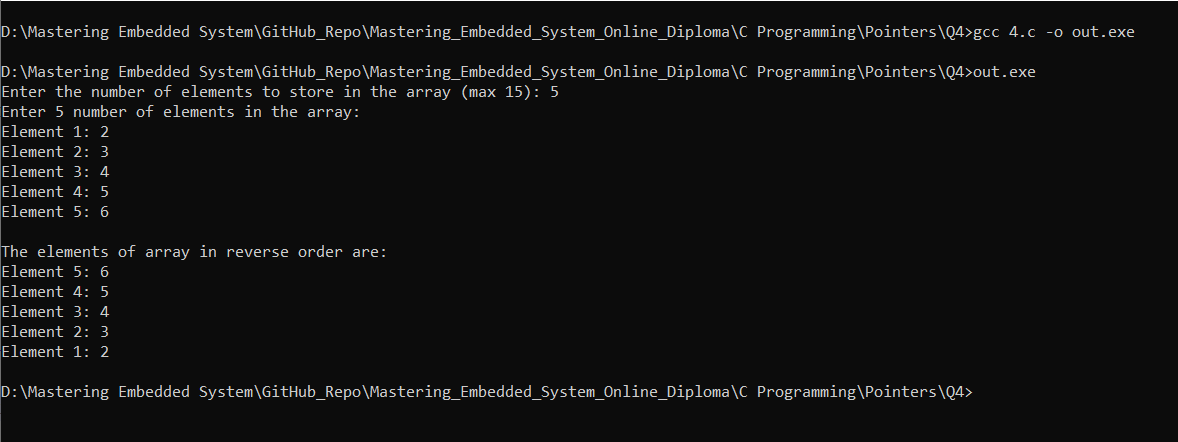 D:\Mastering Embedded System\GitHub_Repo\Mastering_Embedded_System_Online_Diploma\C Programming\Pointers\Q4>gcc 4.c -o out.exe
D:\Mastering Embedded System\GitHub_Repo\Mastering_Embedded_System_Online_Diploma\C Programming\Pointers\Q4>out.exe
Enter the number of elements to store in the array (max 15): 5
Enter 5 number of elements in the array:
Element 1: 2
Element 2: 3
Element 3: 4
Element 4: 5
Element 5: 6
The elements of array in reverse order are:
Element 5: 6
Element 4: 5
Element 3: 4
Element 2: 3
Element 1: 2
D:\Mastering Embedded System\GitHub_Repo\Mastering_Embedded_System_Online_Diploma\C Programming\Pointers\Q4>